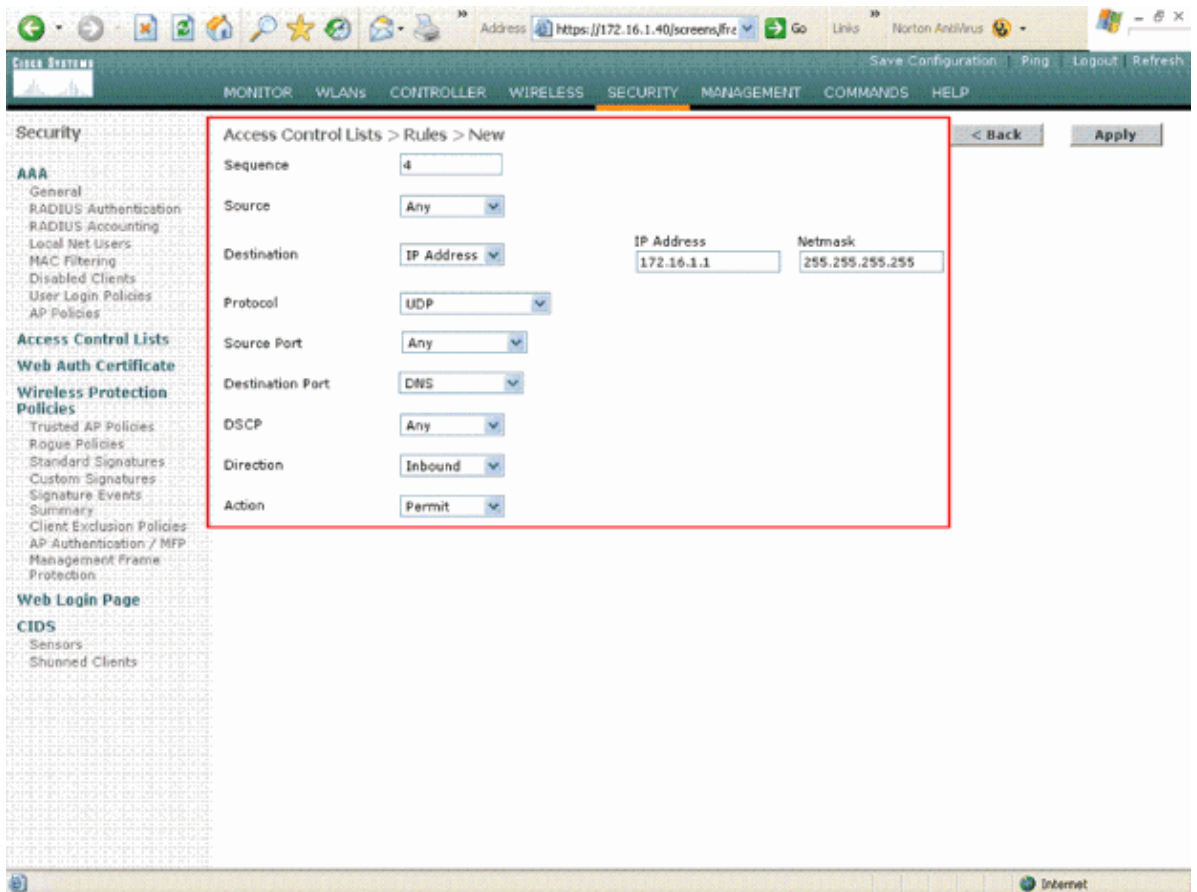 Address https://172.16.1.40/screens/fra Go Links Norton AntiVirus
CISCO SYSTEMS
Save Configuration Ping Logout Refresh
MONITOR WLANs CONTROLLER WIRELESS SECURITY MANAGEMENT COMMANDS HELP
Security
AAA
General
RADIUS Authentication
RADIUS Accounting
Local Net Users
MAC Filtering
Disabled Clients
User Login Policies
AP Policies
Access Control Lists
Web Auth Certificate
Wireless Protection
Policies
Trusted AP Policies
Rogue Policies
Standard Signatures
Custom Signatures
Signature Events
Summary
Client Exclusion Policies
AP Authentication / MFP
Management Frame
Protection
Web Login Page
CIDS
Sensors
Shunned Clients
Access Control Lists > Rules > New
< Back Apply
Sequence 4
Source Any
IP Address Netmask
Destination IP Address 172.16.1.1 255.255.255.255
Protocol UDP
Source Port Any
Destination Port DNS
DSCP Any
Direction Inbound
Action Permit
Internet